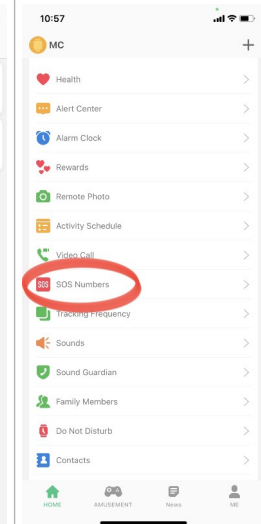 10:57
MC
Health
Alert Center
Alarm Clock
Rewards
Remote Photo
Activity Schedule
Video Call
SOS SOS Numbers
Tracking Frequency
Sounds
Sound Guardian
Family Members
Do Not Disturb
Contacts
HOME AMUSEMENT News ME